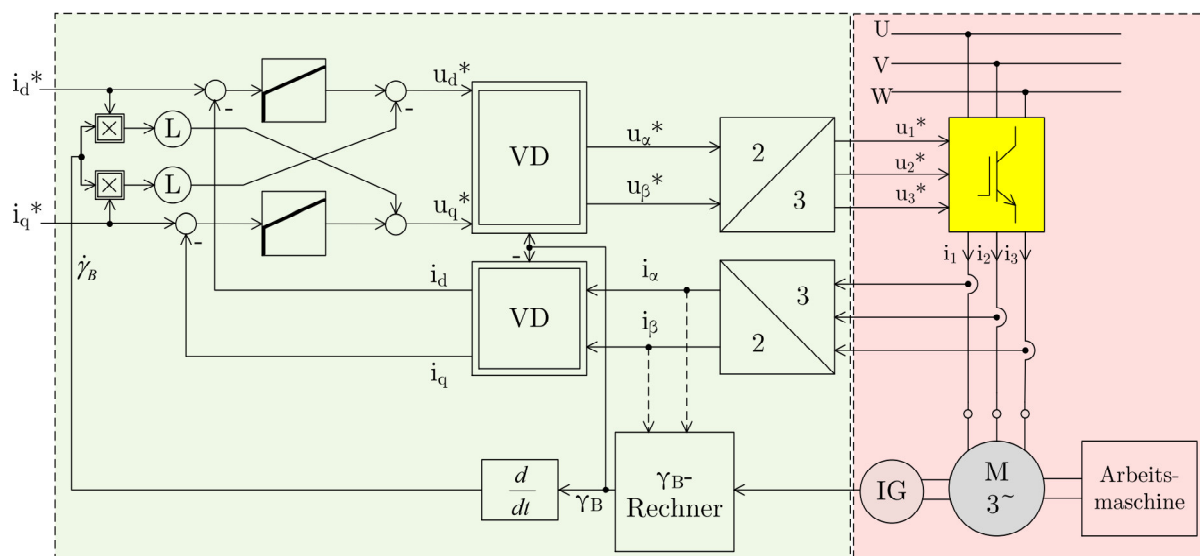 U
V
W
i_d*
u_d*
×
L
VD
u_α*
2
3
u_1*
u_2*
u_3*
×
L
u_β*
i_q*
-
-
-
-
u_q*
γ̇_B
-
i_1
i_2
i_3
i_d
VD
i_α
3
2
i_β
i_q
d
dt
γ_B
γ_B-
Rechner
IG
M
3~
Arbeits-
maschine